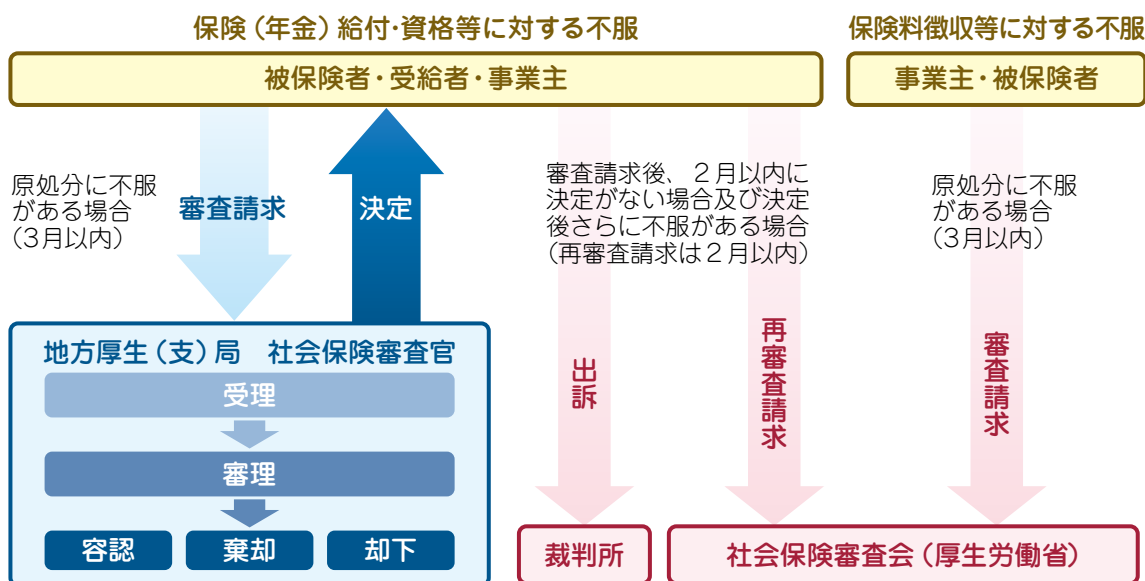 保険（年金）給付・資格等に対する不服
保険料徴収等に対する不服
被保険者・受給者・事業主
事業主・被保険者
原処分に不服
がある場合
（3月以内）
審査請求
決定
審査請求後、２月以内に
決定がない場合及び決定
後さらに不服がある場合
（再審査請求は２月以内）
原処分に不服
がある場合
（3月以内）
地方厚生（支）局　社会保険審査官
受理
審理
容認
棄却
却下
出訴
再審査請求
審査請求
裁判所
社会保険審査会（厚生労働省）